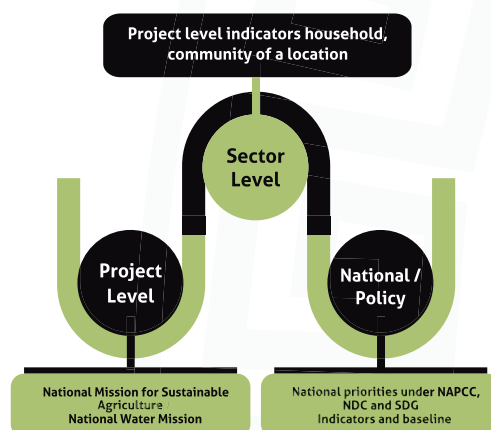 Project level indicators household,
community of a location
Sector
Level
Project
Level
National /
Policy
National Mission for Sustainable
Agriculture
National Water Mission
National priorities under NAPCC,
NDC and SDG
Indicators and baseline